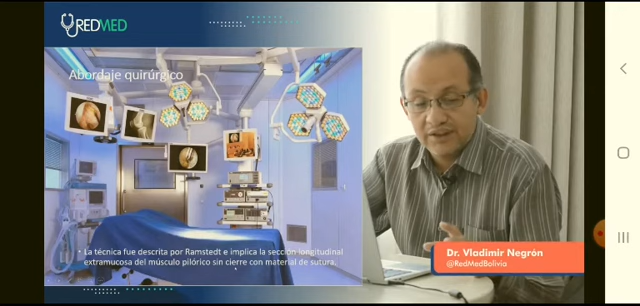 REDMED
Abordaje quirúrgico
• La técnica fue descrita por Ramstedt e implica la sección longitudinal
extramucosa del músculo pilórico sin cierre con material de sutura.
Dr. Vladimir Negrón
@RedMedBolivia